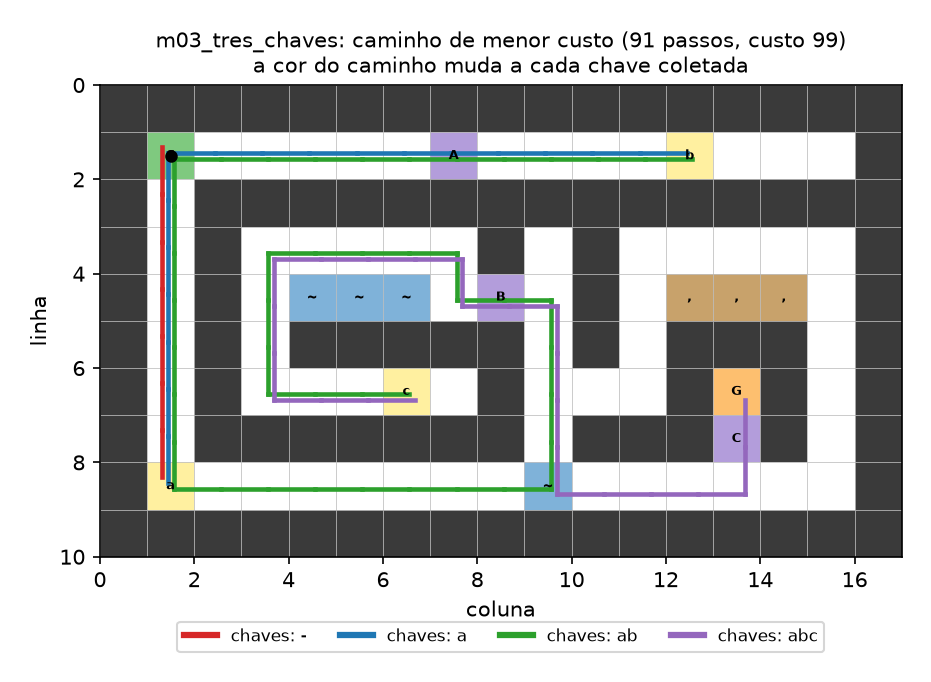 m03_tres_chaves: caminho de menor custo (91 passos, custo 99)
a cor do caminho muda a cada chave coletada
0
A
b
2
4
~ ~ ~
B
, , ,
linha
6
c
G
C
8
a
~
10
0 2 4 6 8 10 12 14 16
coluna
chaves: - chaves: a chaves: ab chaves: abc